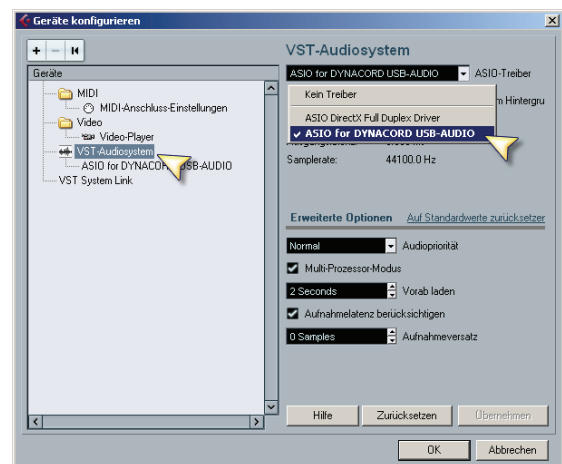 Geräte konfigurieren
Geräte
MIDI
MIDI-Anschluss-Einstellungen
Video
Video-Player
VST-Audiosystem
ASIO for DYNACORD USB-AUDIO
VST System Link
VST-Audiosystem
ASIO for DYNACORD USB-AUDIO ASIO-Treiber
Kein Treiber
ASIO DirectX Full Duplex Driver
ASIO for DYNACORD USB-AUDIO
Samplerate: 44100.0 Hz
Erweiterte Optionen Auf Standardwerte zurücksetzen
Normal Audiopriorität
Multi-Prozessor-Modus
2 Seconds Vorab laden
Aufnahmelatenz berücksichtigen
0 Samples Aufnahmeversatz
Hilfe Zurücksetzen Übernehmen
OK Abbrechen